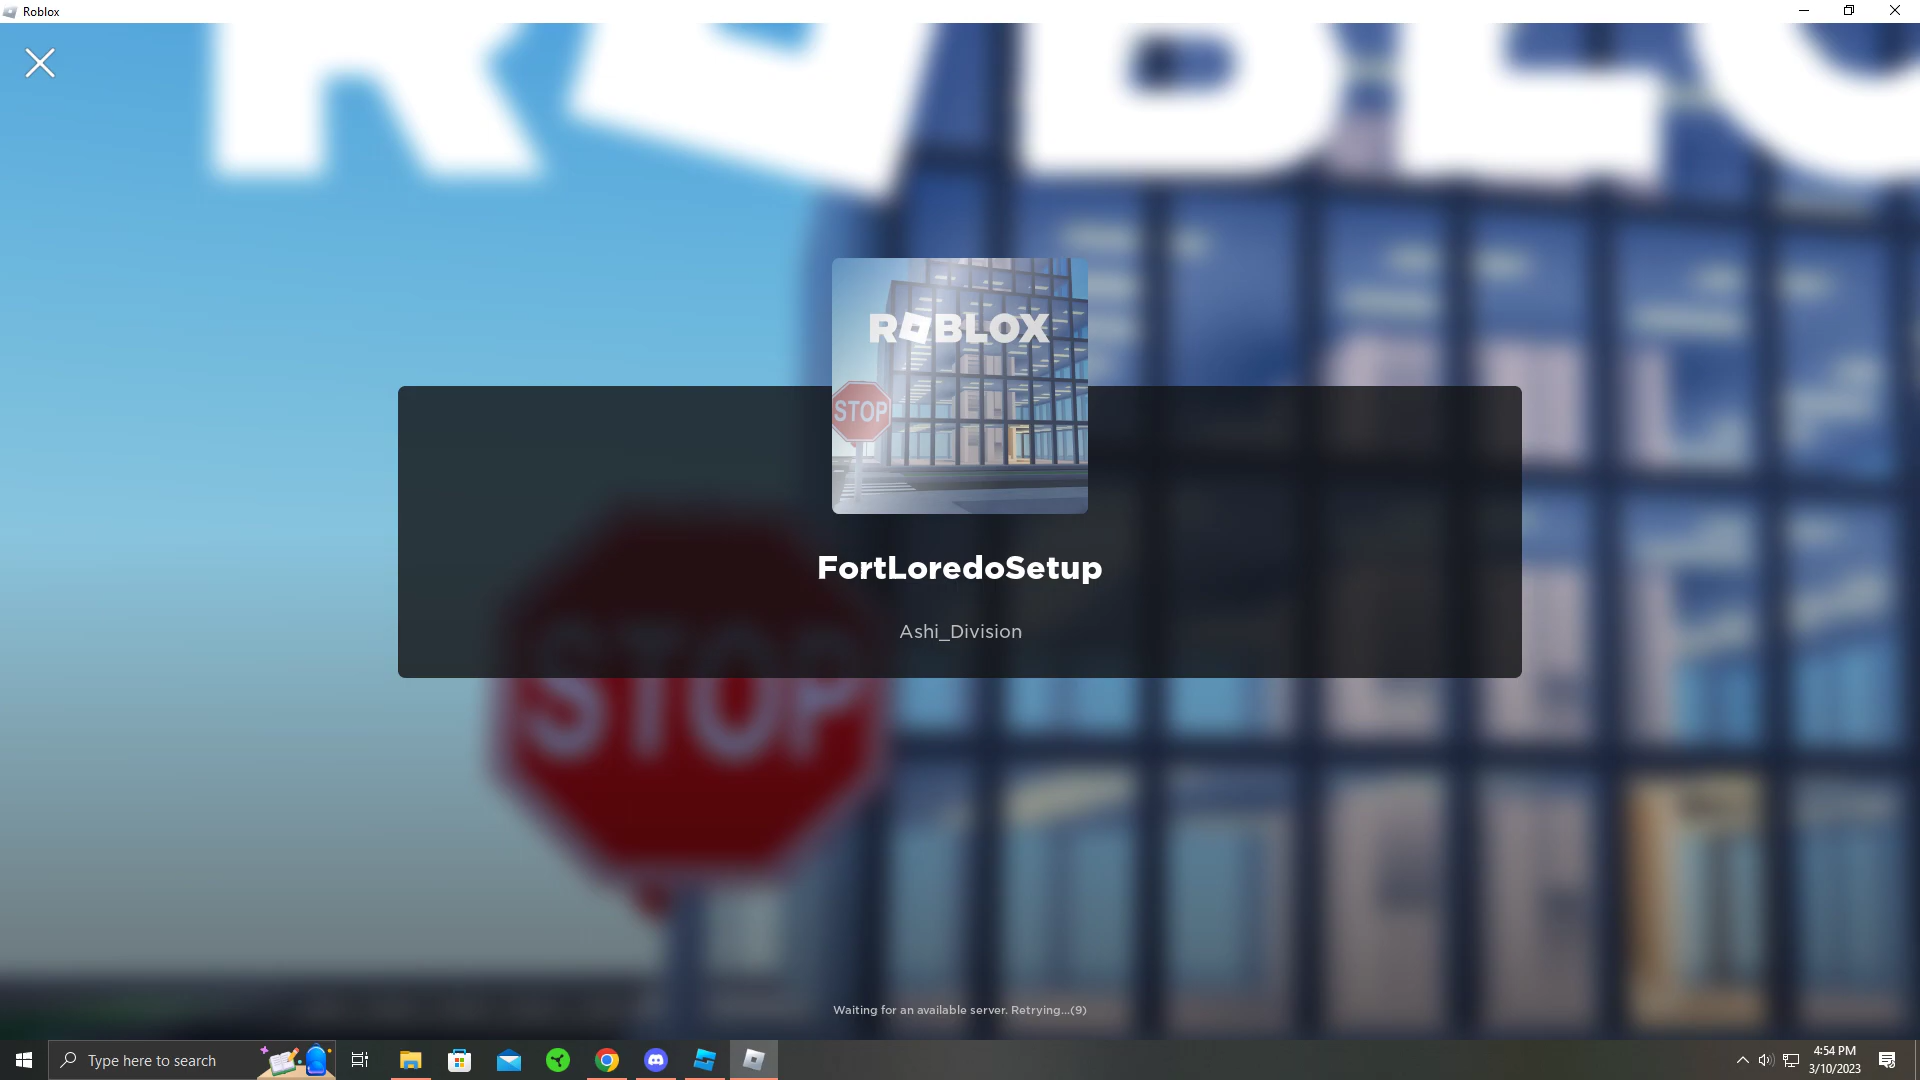 Roblox
ROBLOX
STOP
FortLoredoSetup
Ashi_Division
STOP
Waiting for an available server. Retrying...(9)
Type here to search
4:54 PM
3/10/2023